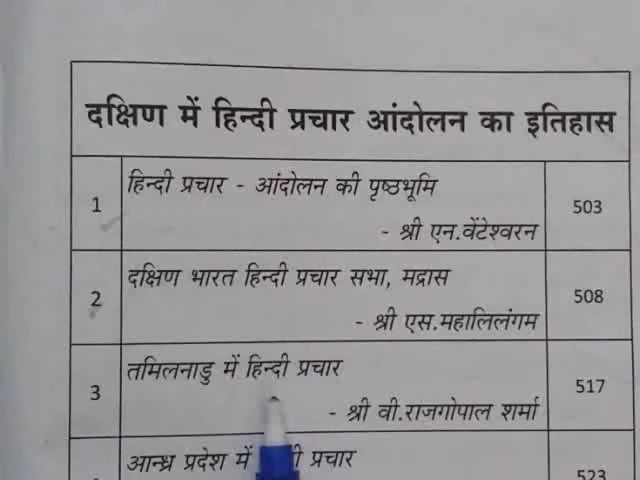 दक्षिण में हिन्दी प्रचार आंदोलन का इतिहास
1
हिन्दी प्रचार - आंदोलन की पृष्ठभूमि
- श्री एन.वेंटेश्वरन
503
2
दक्षिण भारत हिन्दी प्रचार सभा, मद्रास
- श्री एस.महालिलंगम
508
3
तमिलनाडु में हिन्दी प्रचार
- श्री वी.राजगोपाल शर्मा
517
आन्ध्र प्रदेश में प्रचार
523